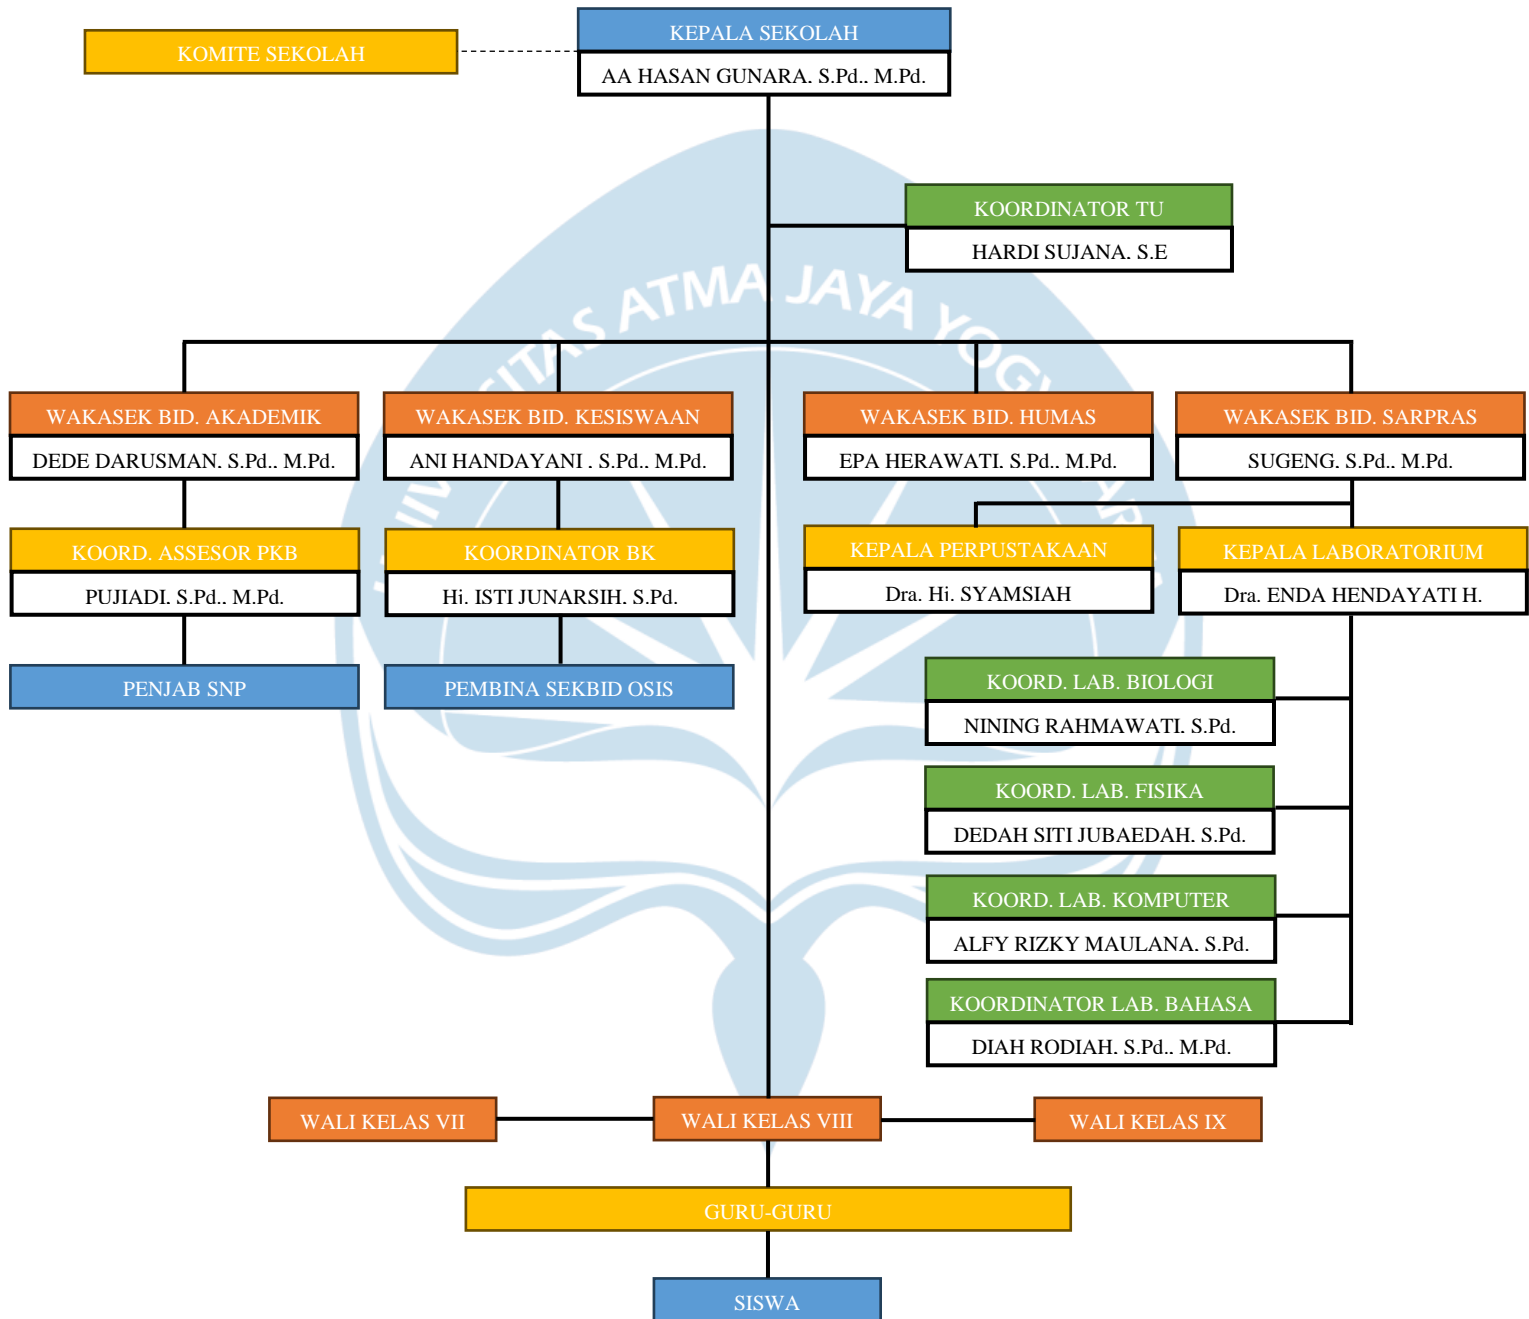 KEPALA SEKOLAH
KOMITE SEKOLAH
AA HASAN GUNARA. S.Pd.. M.Pd.
KOORDINATOR TU
HARDI SUJANA. S.E
ATMA JAYA
WAKASEK BID. AKADEMIK
DEDE DARUSMAN. S.Pd.. M.Pd.
WAKASEK BID. KESISWAAN
ANI HANDAYANI . S.Pd.. M.Pd.
WAKASEK BID. HUMAS
EPA HERAWATI. S.Pd.. M.Pd.
WAKASEK BID. SARPRAS
SUGENG. S.Pd.. M.Pd.
KOORD. ASSESOR PKB
PUJIADI. S.Pd.. M.Pd.
KOORDINATOR BK
Hi. ISTI JUNARSIH. S.Pd.
KEPALA PERPUSTAKAAN
Dra. Hi. SYAMSIAH
KEPALA LABORATORIUM
Dra. ENDA HENDAYATI H.
PENJAB SNP
PEMBINA SEKBID OSIS
KOORD. LAB. BIOLOGI
NINING RAHMAWATI. S.Pd.
KOORD. LAB. FISIKA
DEDAH SITI JUBAEDAH. S.Pd.
KOORD. LAB. KOMPUTER
ALFY RIZKY MAULANA. S.Pd.
KOORDINATOR LAB. BAHASA
DIAH RODIAH. S.Pd.. M.Pd.
WALI KELAS VII
WALI KELAS VIII
WALI KELAS IX
GURU-GURU
SISWA